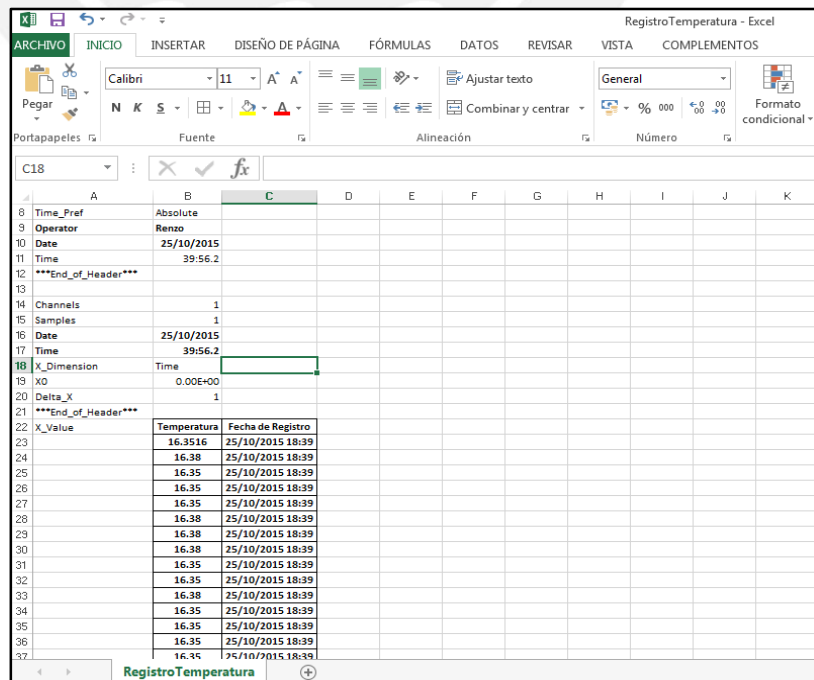 RegistroTemperatura - Excel
ARCHIVO INICIO INSERTAR DISEÑO DE PÁGINA FÓRMULAS DATOS REVISAR VISTA COMPLEMENTOS
Pegar
Calibri 11 A A
N K S A
Ajustar texto
Combinar y centrar
General
% 000
Formato condicional
Portapapeles Fuente Alineación Número
C18 fx
A B C D E F G H I J K
8 Time_Pref Absolute
9 Operator Renzo
10 Date 25/10/2015
11 Time 39:56.2
12 ***End_of_Header***
13
14 Channels 1
15 Samples 1
16 Date 25/10/2015
17 Time 39:56.2
18 X_Dimension Time
19 X0 0.00E+00
20 Delta_X 1
21 ***End_of_Header***
22 X_Value Temperatura Fecha de Registro
23 16.3516 25/10/2015 18:39
24 16.38 25/10/2015 18:39
25 16.35 25/10/2015 18:39
26 16.35 25/10/2015 18:39
27 16.35 25/10/2015 18:39
28 16.38 25/10/2015 18:39
29 16.38 25/10/2015 18:39
30 16.38 25/10/2015 18:39
31 16.35 25/10/2015 18:39
32 16.35 25/10/2015 18:39
33 16.38 25/10/2015 18:39
34 16.35 25/10/2015 18:39
35 16.35 25/10/2015 18:39
36 16.35 25/10/2015 18:39
37 16.35 25/10/2015 18:39
RegistroTemperatura